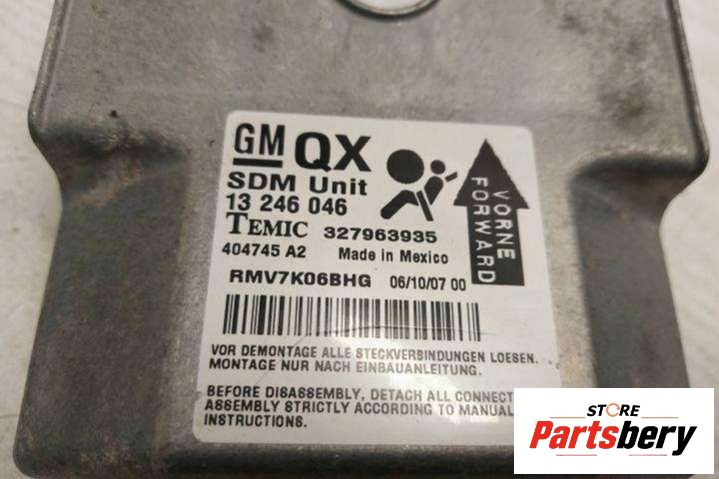 GM QX
SDM Unit
13 246 046
TEMIC 327963935
404745 A2 Made in Mexico
RMV7K06BHG 06/10/07 00
VORNE
FORWARD
VOR DEMONTAGE ALLE STECKVERBINDUNGEN LOESEN.
MONTAGE NUR NACH EINBAUANLEITUNG.
BEFORE DISASSEMBLY, DETACH ALL CONNECT
ASSEMBLY STRICTLY ACCORDING TO MANUAL
INSTRUCTIONS.
STORE
Partsbery